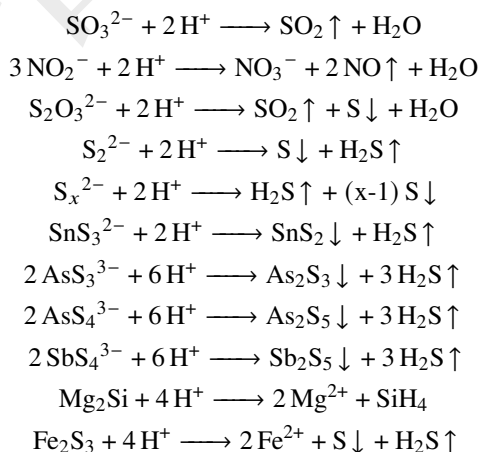 SO₃²⁻ + 2 H⁺ ⟶ SO₂↑ + H₂O
3 NO₂⁻ + 2 H⁺ ⟶ NO₃⁻ + 2 NO↑ + H₂O
S₂O₃²⁻ + 2 H⁺ ⟶ SO₂↑ + S↓ + H₂O
S₂²⁻ + 2 H⁺ ⟶ S↓ + H₂S↑
Sₓ²⁻ + 2 H⁺ ⟶ H₂S↑ + (x-1) S↓
SnS₃²⁻ + 2 H⁺ ⟶ SnS₂↓ + H₂S↑
2 AsS₃³⁻ + 6 H⁺ ⟶ As₂S₃↓ + 3 H₂S↑
2 AsS₄³⁻ + 6 H⁺ ⟶ As₂S₅↓ + 3 H₂S↑
2 SbS₄³⁻ + 6 H⁺ ⟶ Sb₂S₅↓ + 3 H₂S↑
Mg₂Si + 4 H⁺ ⟶ 2 Mg²⁺ + SiH₄
Fe₂S₃ + 4 H⁺ ⟶ 2 Fe²⁺ + S↓ + H₂S↑